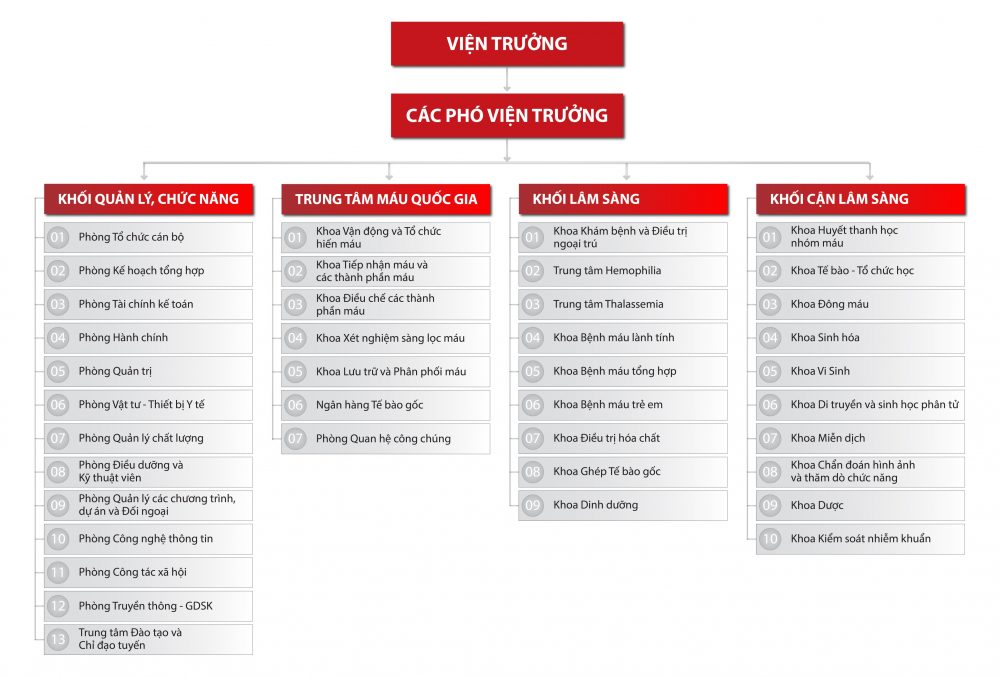 VIỆN TRƯỞNG
CÁC PHÓ VIỆN TRƯỞNG
KHỐI QUẢN LÝ, CHỨC NĂNG
01 Phòng Tổ chức cán bộ
02 Phòng Kế hoạch tổng hợp
03 Phòng Tài chính kế toán
04 Phòng Hành chính
05 Phòng Quản trị
06 Phòng Vật tư - Thiết bị Y tế
07 Phòng Quản lý chất lượng
08 Phòng Điều dưỡng và
Kỹ thuật viên
09 Phòng Quản lý các chương trình,
dự án và Đối ngoại
10 Phòng Công nghệ thông tin
11 Phòng Công tác xã hội
12 Phòng Truyền thông - GDSK
13 Trung tâm Đào tạo và
Chỉ đạo tuyến
TRUNG TÂM MÁU QUỐC GIA
01 Khoa Vận động và Tổ chức
hiến máu
02 Khoa Tiếp nhận máu và
các thành phần máu
03 Khoa Điều chế các thành
phần máu
04 Khoa Xét nghiệm sàng lọc máu
05 Khoa Lưu trữ và Phân phối máu
06 Ngân hàng Tế bào gốc
07 Phòng Quan hệ công chúng
KHỐI LÂM SÀNG
01 Khoa Khám bệnh và Điều trị
ngoại trú
02 Trung tâm Hemophilia
03 Trung tâm Thalassemia
04 Khoa Bệnh máu lành tính
05 Khoa Bệnh máu tổng hợp
06 Khoa Bệnh máu trẻ em
07 Khoa Điều trị hóa chất
08 Khoa Ghép Tế bào gốc
09 Khoa Dinh dưỡng
KHỐI CẬN LÂM SÀNG
01 Khoa Huyết thanh học
nhóm máu
02 Khoa Tế bào - Tổ chức học
03 Khoa Đông máu
04 Khoa Sinh hóa
05 Khoa Vi Sinh
06 Khoa Di truyền và sinh học phân tử
07 Khoa Miễn dịch
08 Khoa Chẩn đoán hình ảnh
và thăm dò chức năng
09 Khoa Dược
10 Khoa Kiểm soát nhiễm khuẩn